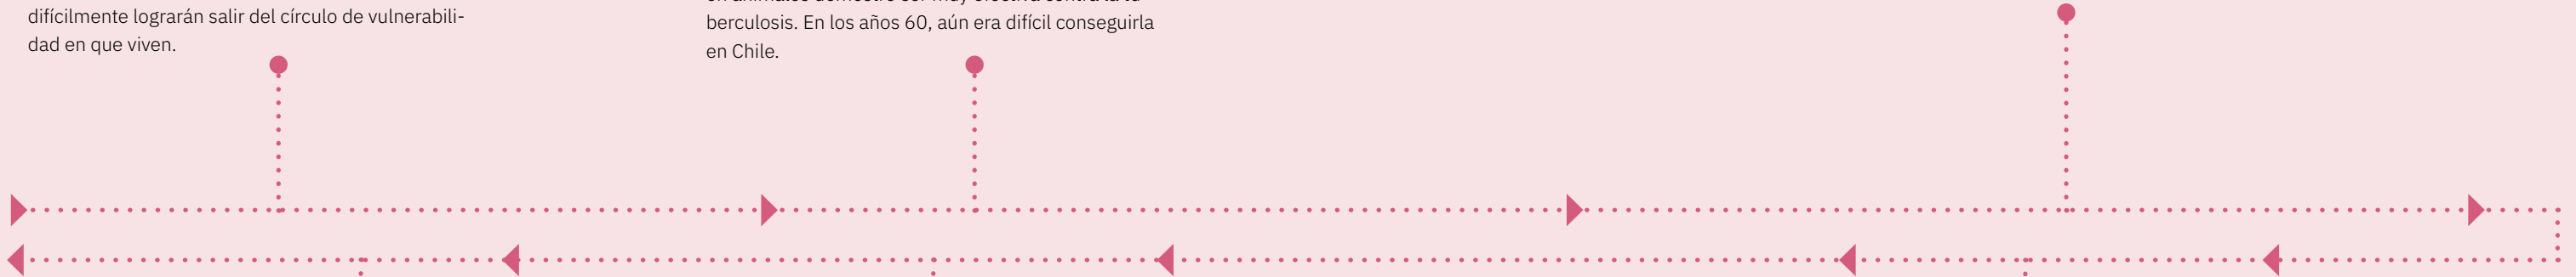 difícilmente lograrán salir del círculo de vulnerabili-
dad en que viven.
berculosis. En los años 60, aún era difícil conseguirla
en Chile.